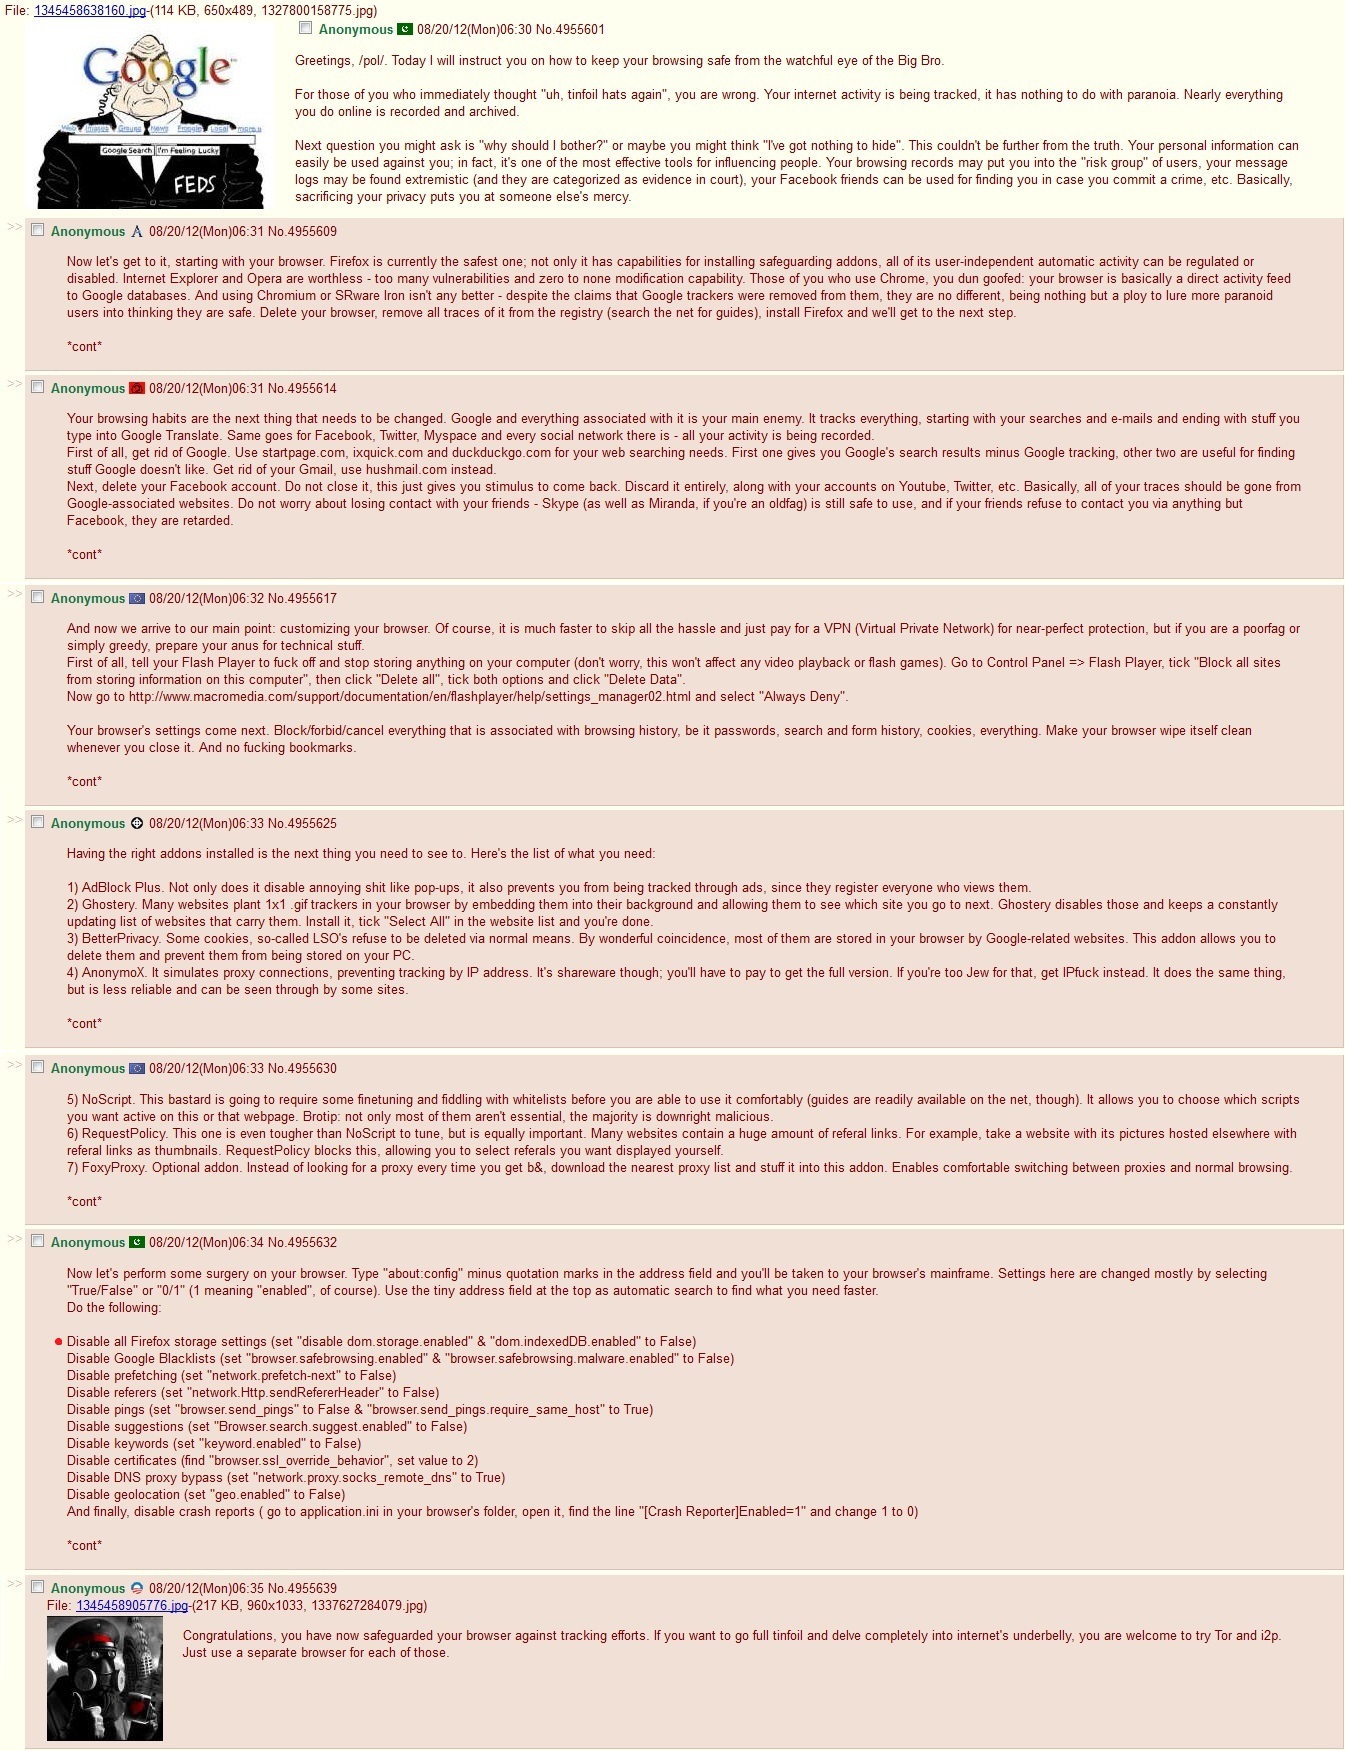 File: 1345458638160.jpg-(114 KB, 650x489, 1327800158775.jpg)
Google™
Web Images Groups News Froogle Local more »
Google Search I'm Feeling Lucky
FEDS
Anonymous 08/20/12(Mon)06:30 No.4955601
Greetings, /pol/. Today I will instruct you on how to keep your browsing safe from the watchful eye of the Big Bro.
For those of you who immediately thought "uh, tinfoil hats again", you are wrong. Your internet activity is being tracked, it has nothing to do with paranoia. Nearly everything
you do online is recorded and archived.
Next question you might ask is "why should I bother?" or maybe you might think "I've got nothing to hide". This couldn't be further from the truth. Your personal information can
easily be used against you; in fact, it's one of the most effective tools for influencing people. Your browsing records may put you into the "risk group" of users, your message
logs may be found extremistic (and they are categorized as evidence in court), your Facebook friends can be used for finding you in case you commit a crime, etc. Basically,
sacrificing your privacy puts you at someone else's mercy.
>> Anonymous 08/20/12(Mon)06:31 No.4955609
Now let's get to it, starting with your browser. Firefox is currently the safest one; not only it has capabilities for installing safeguarding addons, all of its user-independent automatic activity can be regulated or
disabled. Internet Explorer and Opera are worthless - too many vulnerabilities and zero to none modification capability. Those of you who use Chrome, you dun goofed: your browser is basically a direct activity feed
to Google databases. And using Chromium or SRware Iron isn't any better - despite the claims that Google trackers were removed from them, they are no different, being nothing but a ploy to lure more paranoid
users into thinking they are safe. Delete your browser, remove all traces of it from the registry (search the net for guides), install Firefox and we'll get to the next step.
*cont*
>> Anonymous 08/20/12(Mon)06:31 No.4955614
Your browsing habits are the next thing that needs to be changed. Google and everything associated with it is your main enemy. It tracks everything, starting with your searches and e-mails and ending with stuff you
type into Google Translate. Same goes for Facebook, Twitter, Myspace and every social network there is - all your activity is being recorded.
First of all, get rid of Google. Use startpage.com, ixquick.com and duckduckgo.com for your web searching needs. First one gives you Google's search results minus Google tracking, other two are useful for finding
stuff Google doesn't like. Get rid of your Gmail, use hushmail.com instead.
Next, delete your Facebook account. Do not close it, this just gives you stimulus to come back. Discard it entirely, along with your accounts on Youtube, Twitter, etc. Basically, all of your traces should be gone from
Google-associated websites. Do not worry about losing contact with your friends - Skype (as well as Miranda, if you're an oldfag) is still safe to use, and if your friends refuse to contact you via anything but
Facebook, they are retarded.
*cont*
>> Anonymous 08/20/12(Mon)06:32 No.4955617
And now we arrive to our main point: customizing your browser. Of course, it is much faster to skip all the hassle and just pay for a VPN (Virtual Private Network) for near-perfect protection, but if you are a poorfag or
simply greedy, prepare your anus for technical stuff.
First of all, tell your Flash Player to fuck off and stop storing anything on your computer (don't worry, this won't affect any video playback or flash games). Go to Control Panel => Flash Player, tick "Block all sites
from storing information on this computer", then click "Delete all", tick both options and click "Delete Data".
Now go to http://www.macromedia.com/support/documentation/en/flashplayer/help/settings_manager02.html and select "Always Deny".
Your browser's settings come next. Block/forbid/cancel everything that is associated with browsing history, be it passwords, search and form history, cookies, everything. Make your browser wipe itself clean
whenever you close it. And no fucking bookmarks.
*cont*
>> Anonymous 08/20/12(Mon)06:33 No.4955625
Having the right addons installed is the next thing you need to see to. Here's the list of what you need:
1) AdBlock Plus. Not only does it disable annoying shit like pop-ups, it also prevents you from being tracked through ads, since they register everyone who views them.
2) Ghostery. Many websites plant 1x1 .gif trackers in your browser by embedding them into their background and allowing them to see which site you go to next. Ghostery disables those and keeps a constantly
updating list of websites that carry them. Install it, tick "Select All" in the website list and you're done.
3) BetterPrivacy. Some cookies, so-called LSO's refuse to be deleted via normal means. By wonderful coincidence, most of them are stored in your browser by Google-related websites. This addon allows you to
delete them and prevent them from being stored on your PC.
4) AnonymoX. It simulates proxy connections, preventing tracking by IP address. It's shareware though; you'll have to pay to get the full version. If you're too Jew for that, get IPfuck instead. It does the same thing,
but is less reliable and can be seen through by some sites.
*cont*
>> Anonymous 08/20/12(Mon)06:33 No.4955630
5) NoScript. This bastard is going to require some finetuning and fiddling with whitelists before you are able to use it comfortably (guides are readily available on the net, though). It allows you to choose which scripts
you want active on this or that webpage. Brotip: not only most of them aren't essential, the majority is downright malicious.
6) RequestPolicy. This one is even tougher than NoScript to tune, but is equally important. Many websites contain a huge amount of referal links. For example, take a website with its pictures hosted elsewhere with
referal links as thumbnails. RequestPolicy blocks this, allowing you to select referals you want displayed yourself.
7) FoxyProxy. Optional addon. Instead of looking for a proxy every time you get b&, download the nearest proxy list and stuff it into this addon. Enables comfortable switching between proxies and normal browsing.
*cont*
>> Anonymous 08/20/12(Mon)06:34 No.4955632
Now let's perform some surgery on your browser. Type "about:config" minus quotation marks in the address field and you'll be taken to your browser's mainframe. Settings here are changed mostly by selecting
"True/False" or "0/1" (1 meaning "enabled", of course). Use the tiny address field at the top as automatic search to find what you need faster.
Do the following:
Disable all Firefox storage settings (set "disable dom.storage.enabled" & "dom.indexedDB.enabled" to False)
Disable Google Blacklists (set "browser.safebrowsing.enabled" & "browser.safebrowsing.malware.enabled" to False)
Disable prefetching (set "network.prefetch-next" to False)
Disable referers (set "network.Http.sendRefererHeader" to False)
Disable pings (set "browser.send_pings" to False & "browser.send_pings.require_same_host" to True)
Disable suggestions (set "Browser.search.suggest.enabled" to False)
Disable keywords (set "keyword.enabled" to False)
Disable certificates (find "browser.ssl_override_behavior", set value to 2)
Disable DNS proxy bypass (set "network.proxy.socks_remote_dns" to True)
Disable geolocation (set "geo.enabled" to False)
And finally, disable crash reports ( go to application.ini in your browser's folder, open it, find the line "[Crash Reporter]Enabled=1" and change 1 to 0)
*cont*
>> Anonymous 08/20/12(Mon)06:35 No.4955639
File: 1345458905776.jpg-(217 KB, 960x1033, 1337627284079.jpg)
Congratulations, you have now safeguarded your browser against tracking efforts. If you want to go full tinfoil and delve completely into internet's underbelly, you are welcome to try Tor and i2p.
Just use a separate browser for each of those.